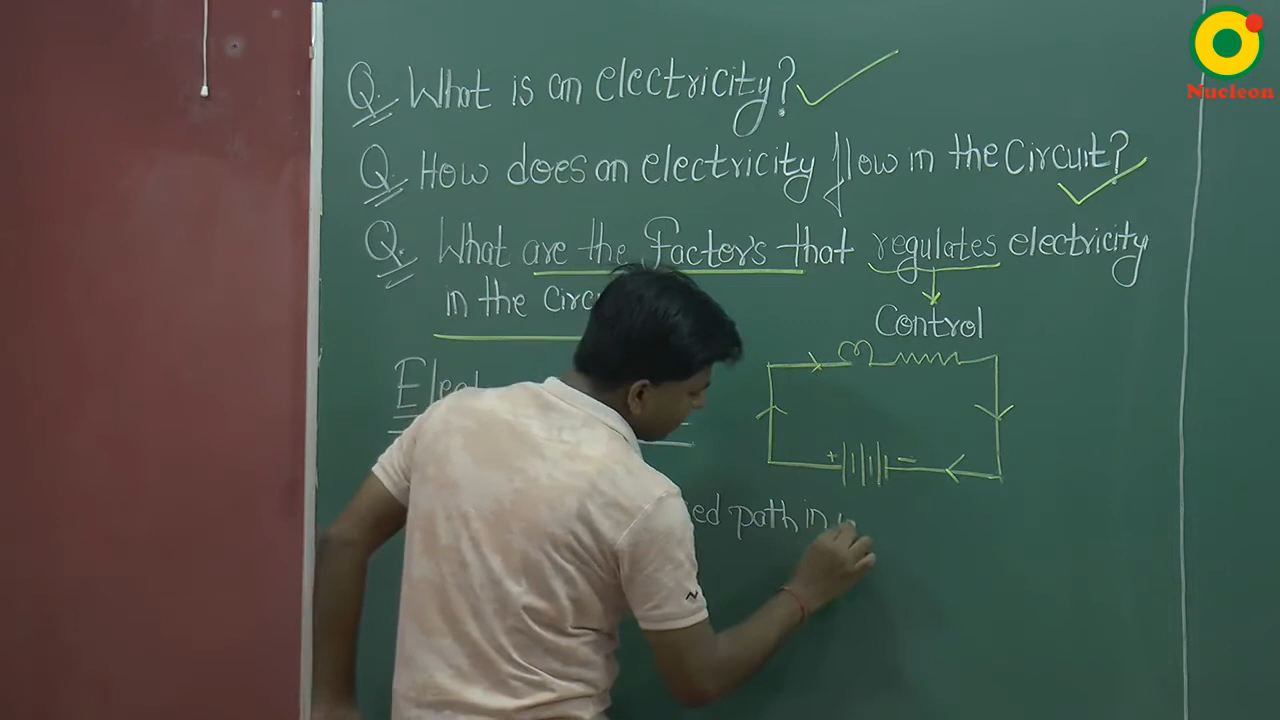 Q. What is an electricity?
Nucleon
Q. How does an electricity flow in the Circuit?
Q. What are the Factors that regulates electricity
in the
Control
+ -
path in